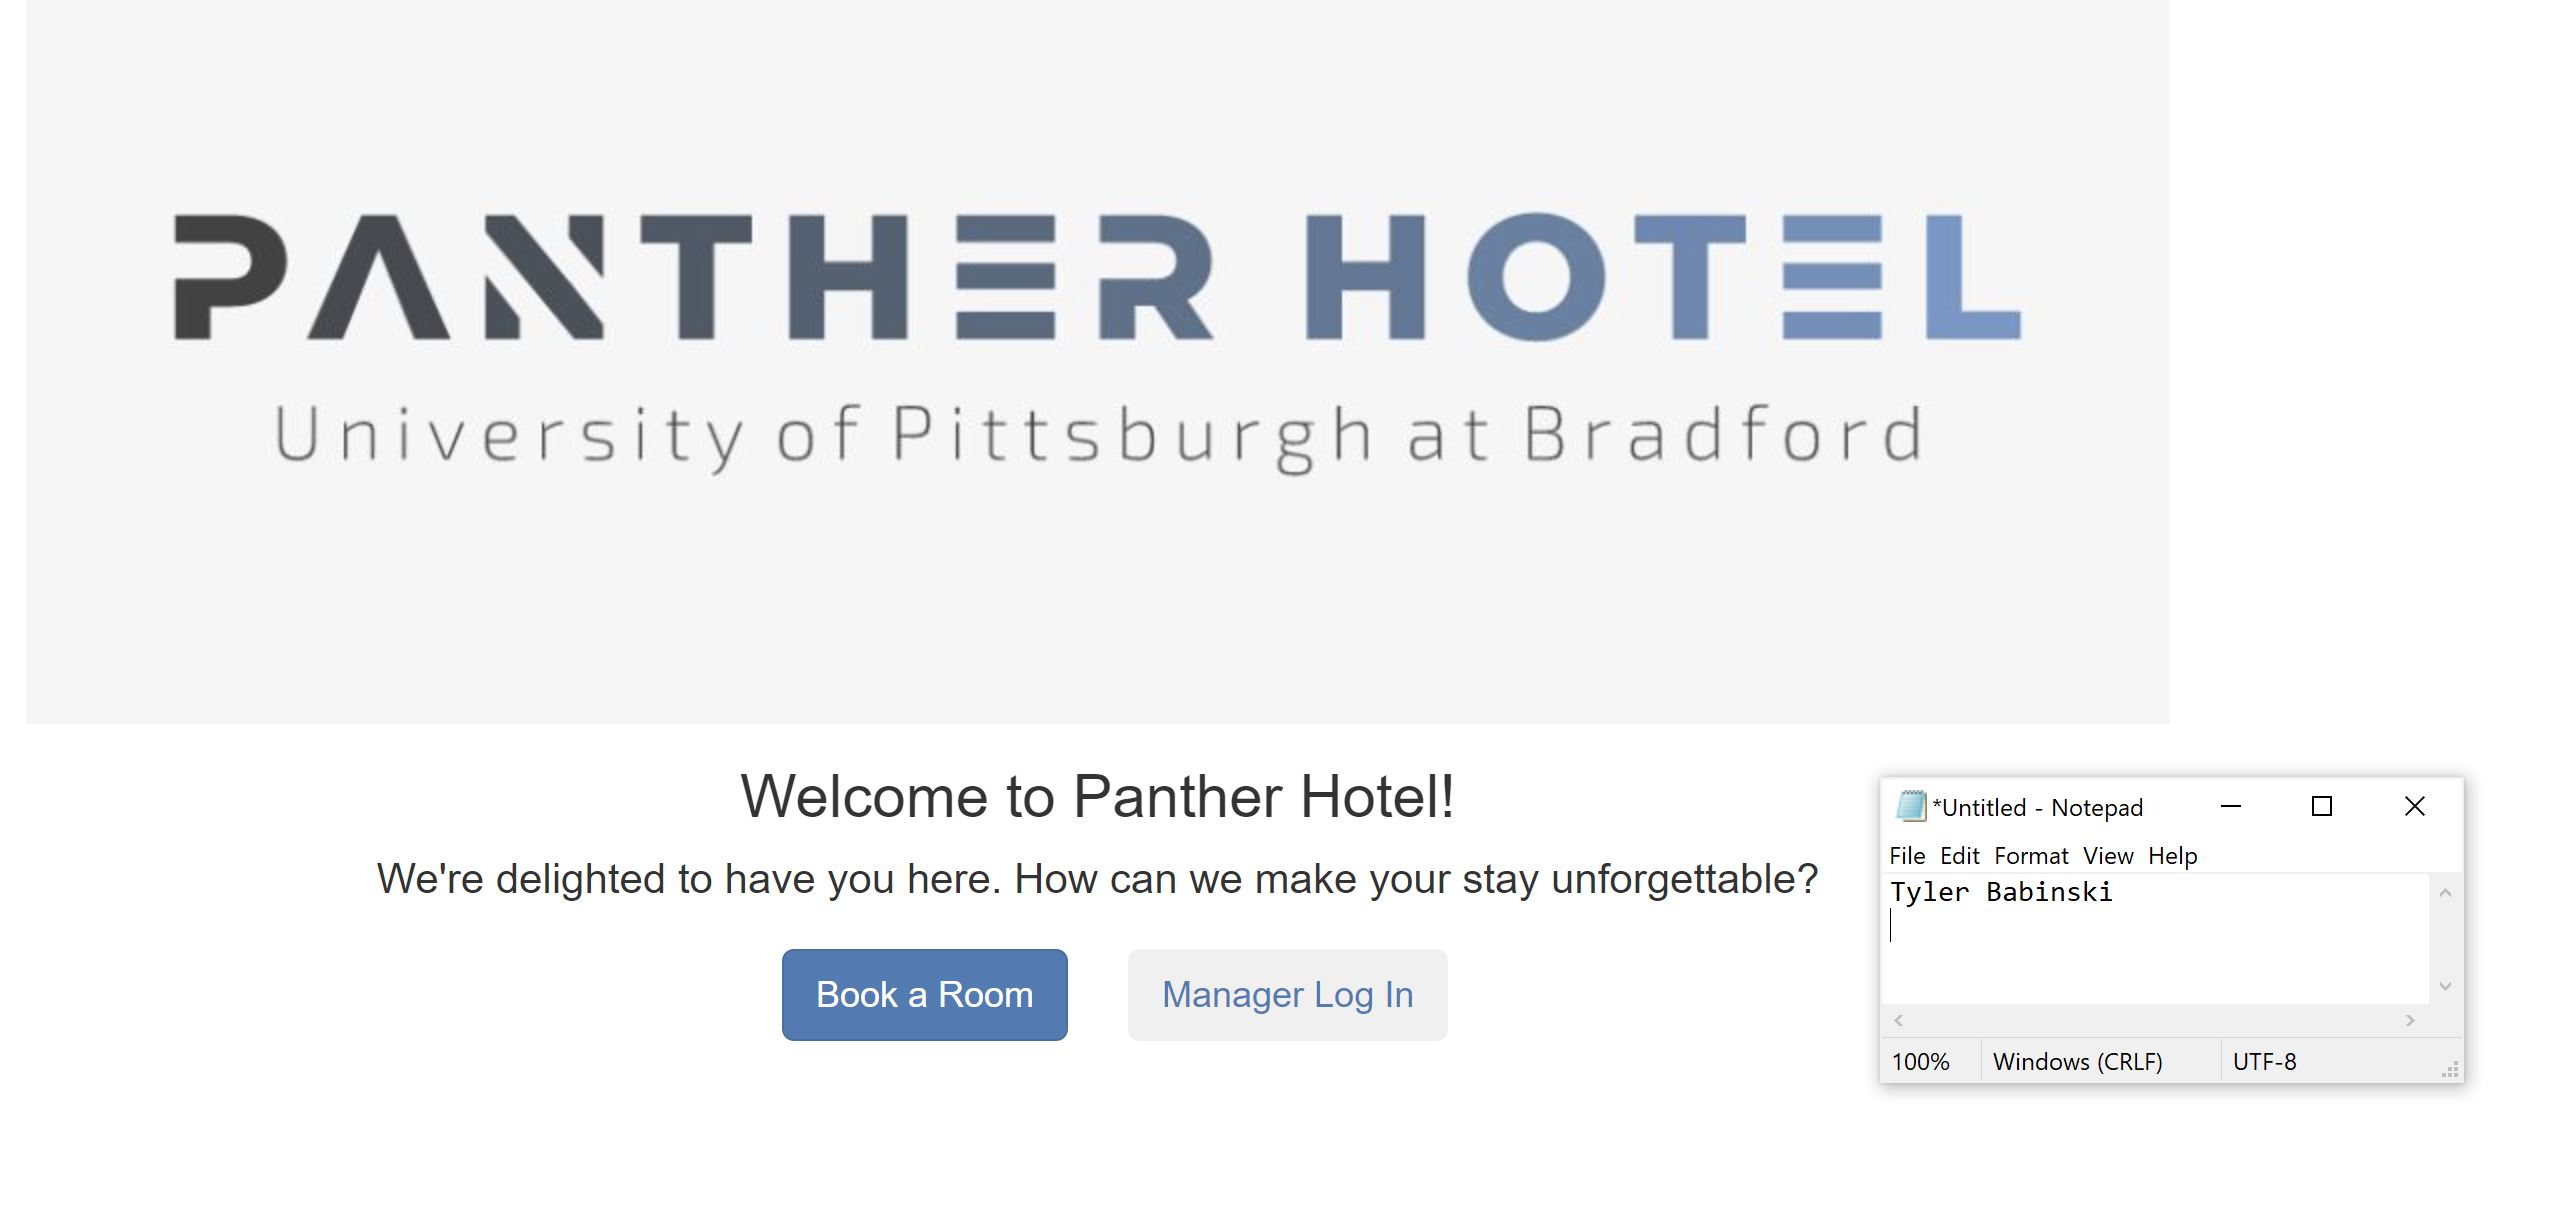 PANTHER HOTEL
University of Pittsburgh at Bradford
Welcome to Panther Hotel!
We're delighted to have you here. How can we make your stay unforgettable?
Book a Room
Manager Log In
*Untitled - Notepad
File Edit Format View Help
Tyler Babinski
100%
Windows (CRLF)
UTF-8